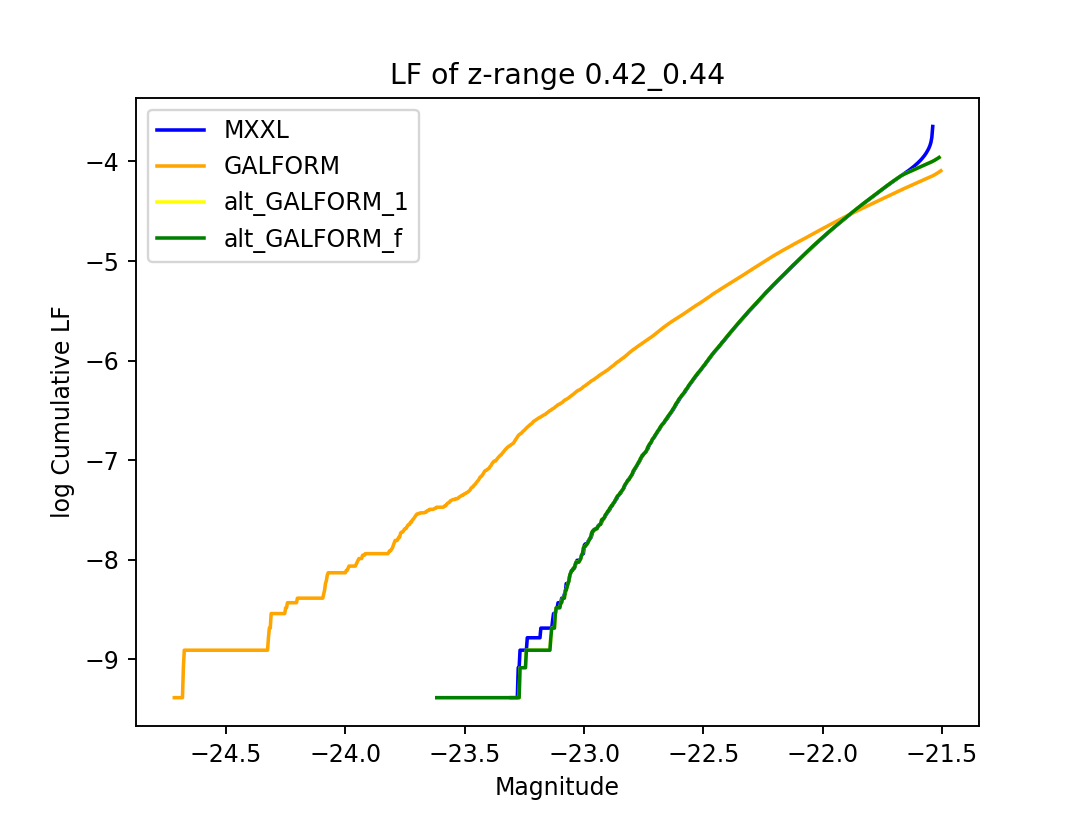 LF of z-range 0.42_0.44
MXXL
GALFORM
alt_GALFORM_1
alt_GALFORM_f
log Cumulative LF
−4
−5
−6
−7
−8
−9
−24.5
−24.0
−23.5
−23.0
−22.5
−22.0
−21.5
Magnitude